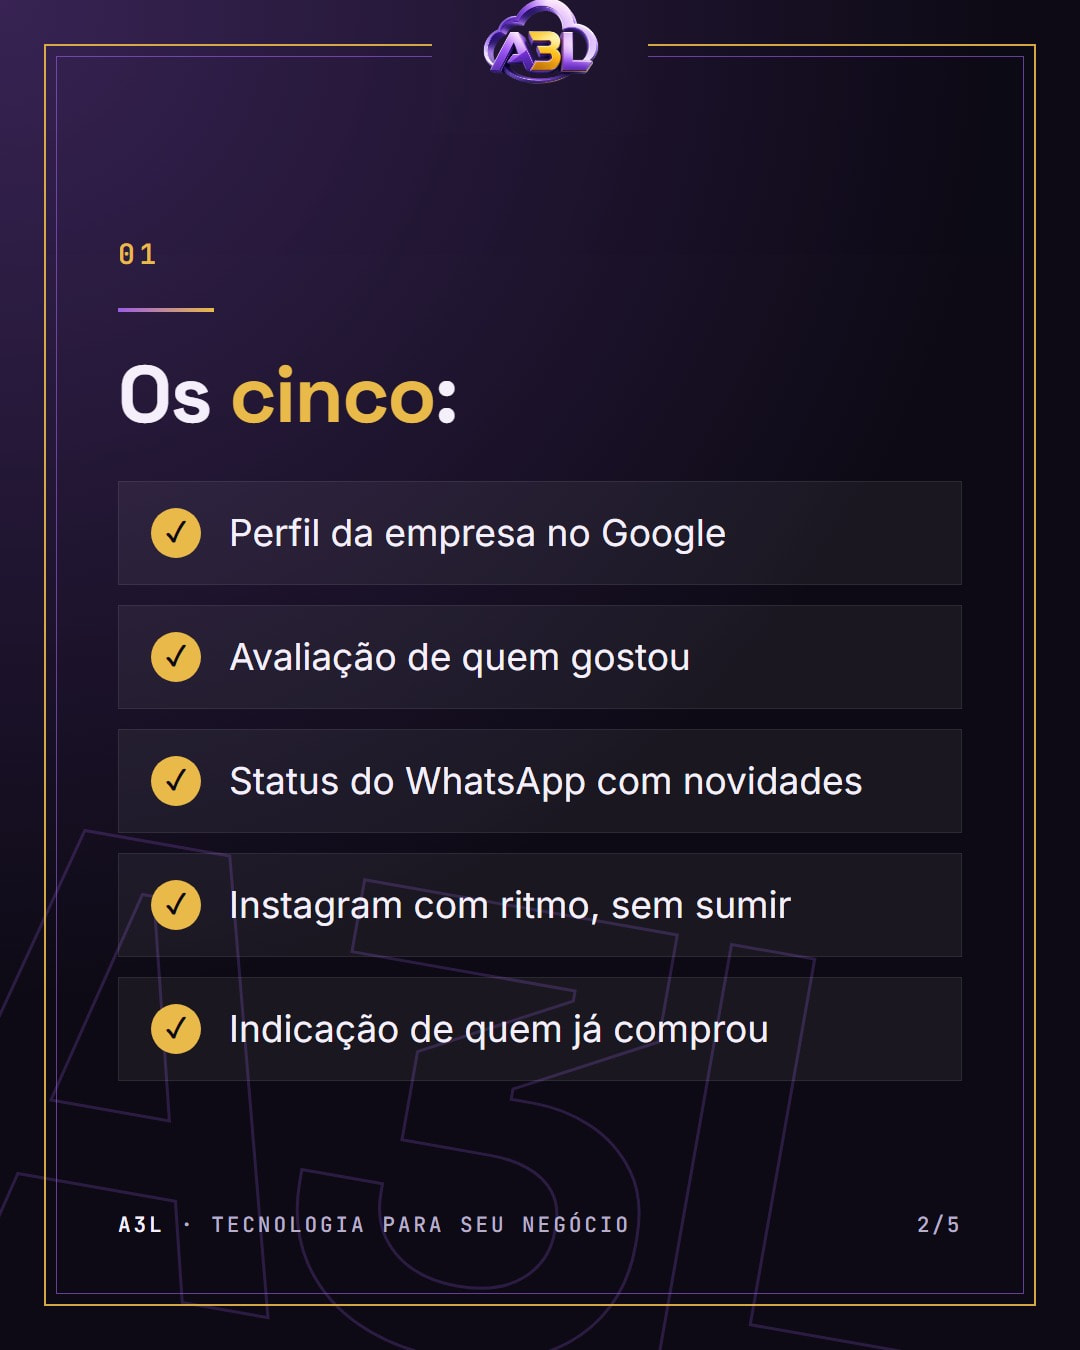 A3L
01
Os cinco:
✓ Perfil da empresa no Google
✓ Avaliação de quem gostou
✓ Status do WhatsApp com novidades
✓ Instagram com ritmo, sem sumir
✓ Indicação de quem já comprou
A3L
A3L · TECNOLOGIA PARA SEU NEGÓCIO 2/5